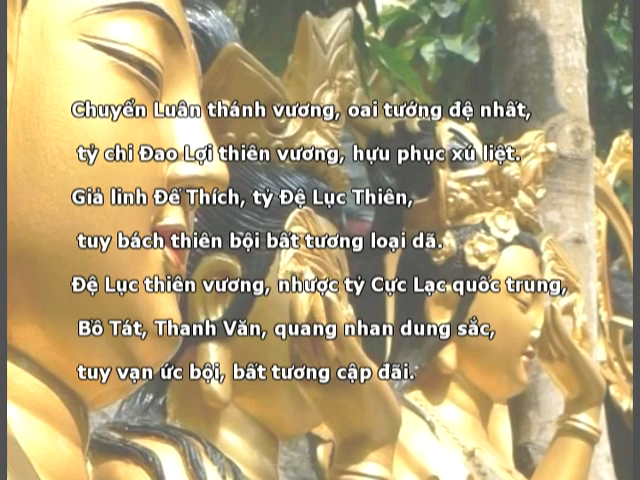 Chuyển Luân thánh vương, oai tướng đệ nhất,
tỷ chi Đao Lợi thiên vương, hựu phục xú liệt.
Giả linh Đế Thích, tỷ Đệ Lục Thiên,
tuy bách thiên bội bất tương loại dã.
Đệ Lục thiên vương, nhược tỷ Cực Lạc quốc trung,
Bồ Tát, Thanh Văn, quang nhan dung sắc,
tuy vạn ức bội, bất tương cập đãi.